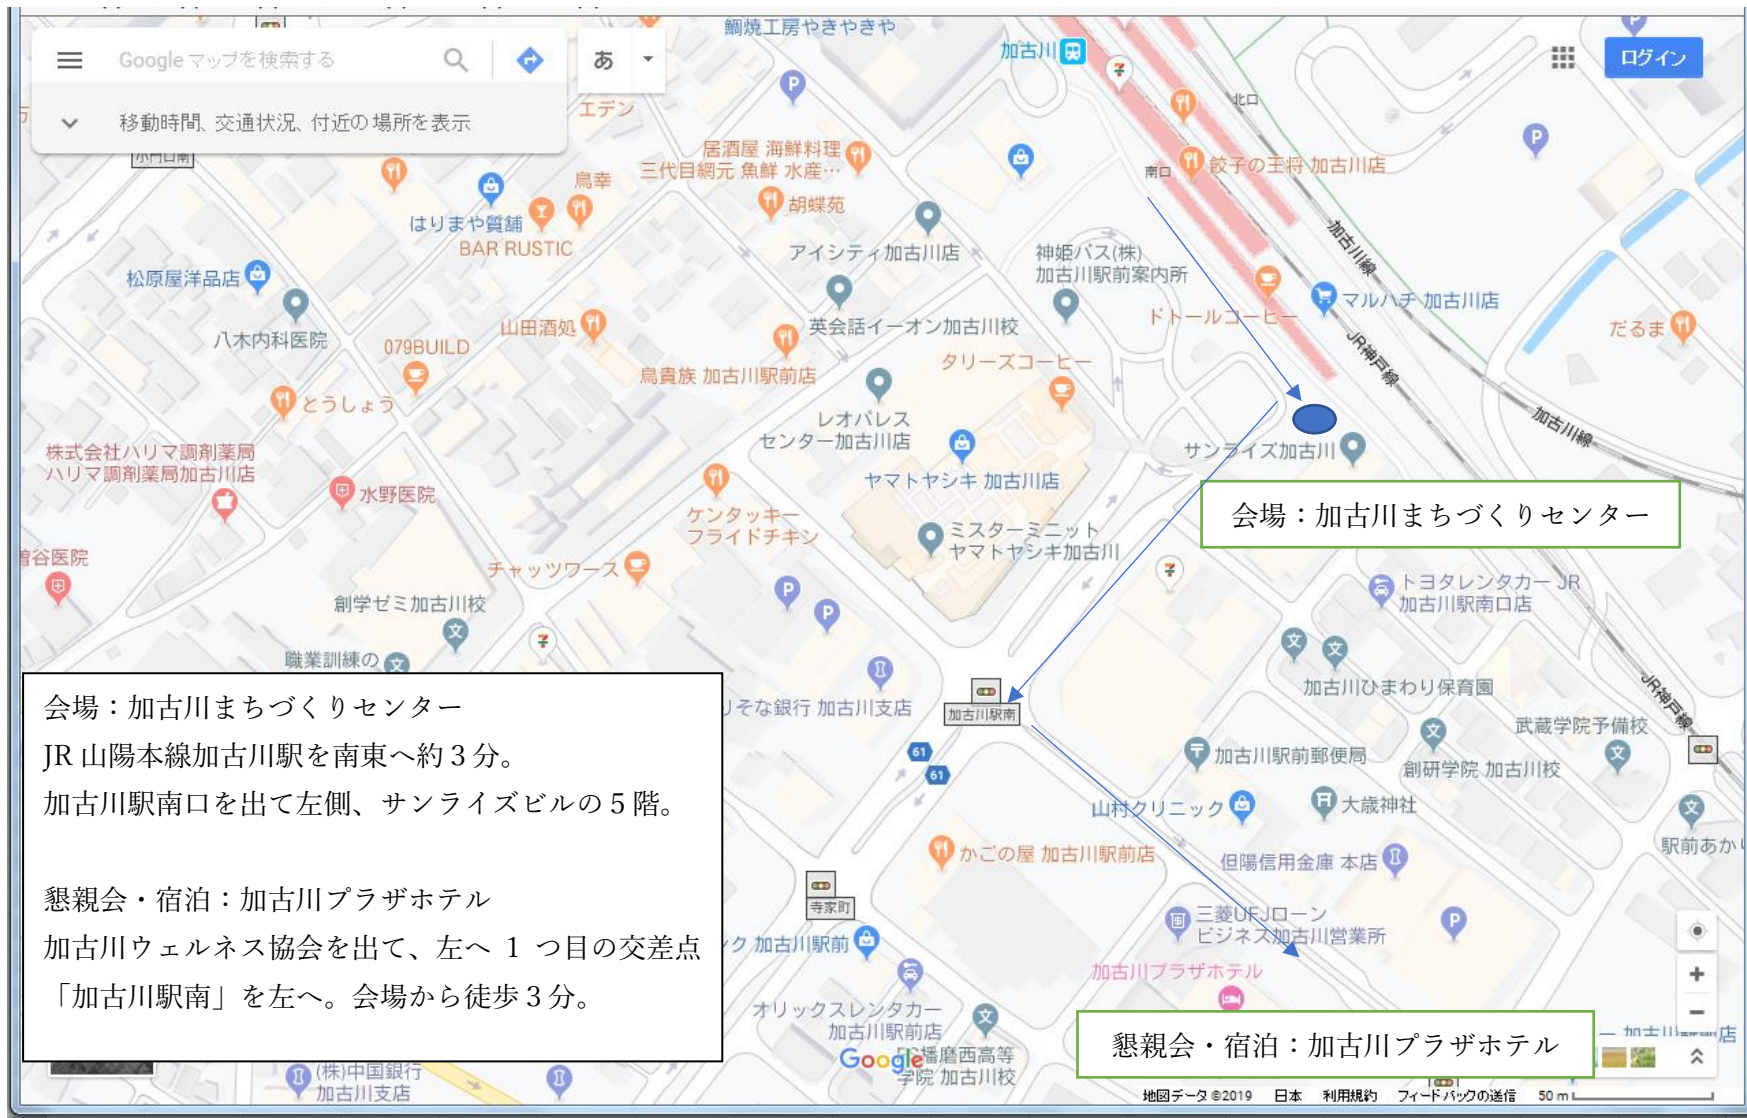 鯛焼工房やきやきや
加古川
Google マップを検索する
あ
ログイン
移動時間、交通状況、付近の場所を表示
エデン
北口
居酒屋 海鮮料理
三代目網元 魚鮮 水産…
南口
餃子の王将 加古川店
鳥幸
はりまや質舗
胡蝶苑
BAR RUSTIC
アイシティ加古川店
神姫バス(株)
加古川駅前案内所
加古川線
松原屋洋品店
マルハチ 加古川店
ドトールコーヒー
八木内科医院
山田酒処
英会話イーオン加古川校
だるま
079BUILD
JR神戸線
鳥貴族 加古川駅前店
タリーズコーヒー
とうしょう
レオパレス
センター加古川店
加古川線
株式会社ハリマ調剤薬局
ハリマ調剤薬局加古川店
サンライズ加古川
ヤマトヤシキ 加古川店
水野医院
会場：加古川まちづくりセンター
ケンタッキー
フライドチキン
ミスターミニット
ヤマトヤシキ加古川
曽谷医院
チャッツワース
トヨタレンタカー JR
加古川駅南口店
創学ゼミ加古川校
職業訓練の
加古川ひまわり保育園
JR神戸線
りそな銀行 加古川支店
加古川駅南
武蔵学院予備校
61
61
加古川駅前郵便局
創研学院 加古川校
山村クリニック
大歳神社
駅前あか
かごの屋 加古川駅前店
但陽信用金庫 本店
寺家町
三菱UFJローン
ビジネス加古川営業所
ク 加古川駅前
加古川プラザホテル
オリックスレンタカー
加古川駅前店
会場：加古川まちづくりセンター
JR 山陽本線加古川駅を南東へ約３分。
加古川駅南口を出て左側、サンライズビルの５階。
懇親会・宿泊：加古川プラザホテル
加古川ウェルネス協会を出て、左へ 1 つ目の交差点
「加古川駅南」を左へ。会場から徒歩３分。
懇親会・宿泊：加古川プラザホテル
Google
播磨西高等
学院 加古川校
(株)中国銀行
加古川支店
地図データ ©2019 日本 利用規約 フィードバックの送信 50 m